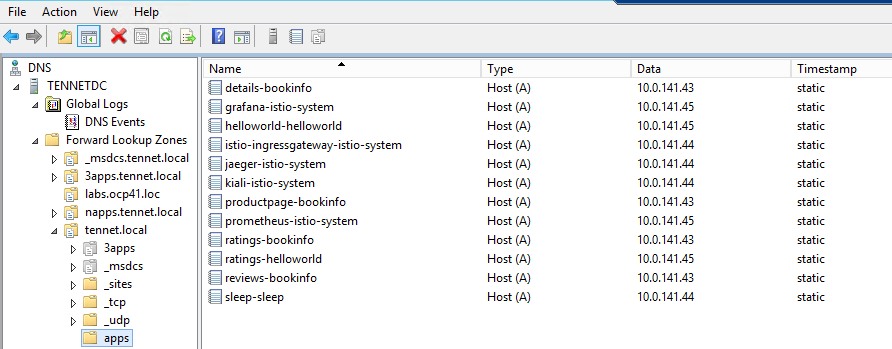 File Action View Help
DNS
TENNETDC
Global Logs
DNS Events
Forward Lookup Zones
_msdcs.tennet.local
3apps.tennet.local
labs.ocp41.loc
napps.tennet.local
tennet.local
3apps
_msdcs
_sites
_tcp
_udp
apps
Name Type Data Timestamp
details-bookinfo Host (A) 10.0.141.43 static
grafana-istio-system Host (A) 10.0.141.45 static
helloworld-helloworld Host (A) 10.0.141.45 static
istio-ingressgateway-istio-system Host (A) 10.0.141.44 static
jaeger-istio-system Host (A) 10.0.141.44 static
kiali-istio-system Host (A) 10.0.141.44 static
productpage-bookinfo Host (A) 10.0.141.43 static
prometheus-istio-system Host (A) 10.0.141.45 static
ratings-bookinfo Host (A) 10.0.141.43 static
ratings-helloworld Host (A) 10.0.141.45 static
reviews-bookinfo Host (A) 10.0.141.43 static
sleep-sleep Host (A) 10.0.141.44 static